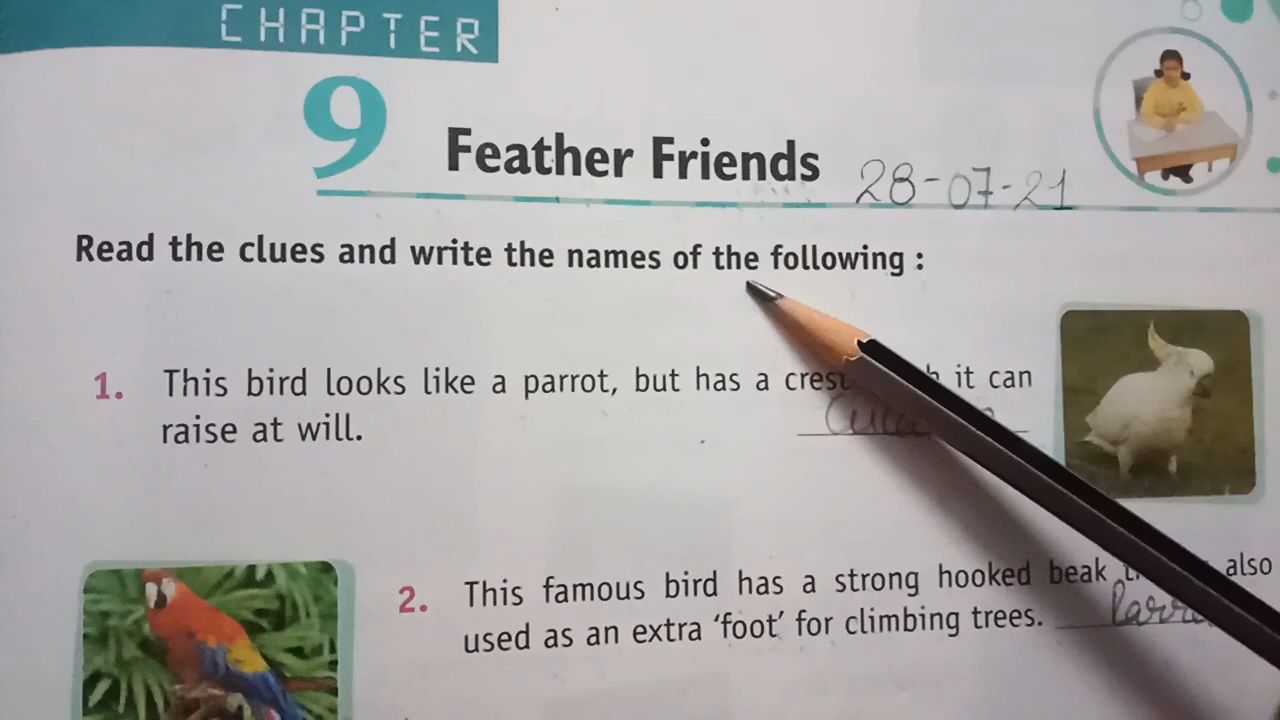 CHAPTER
9 Feather Friends 28-07-21
Read the clues and write the names of the following :
1. This bird looks like a parrot, but has a crest it can
raise at will.
2. This famous bird has a strong hooked beak also
used as an extra 'foot' for climbing trees.